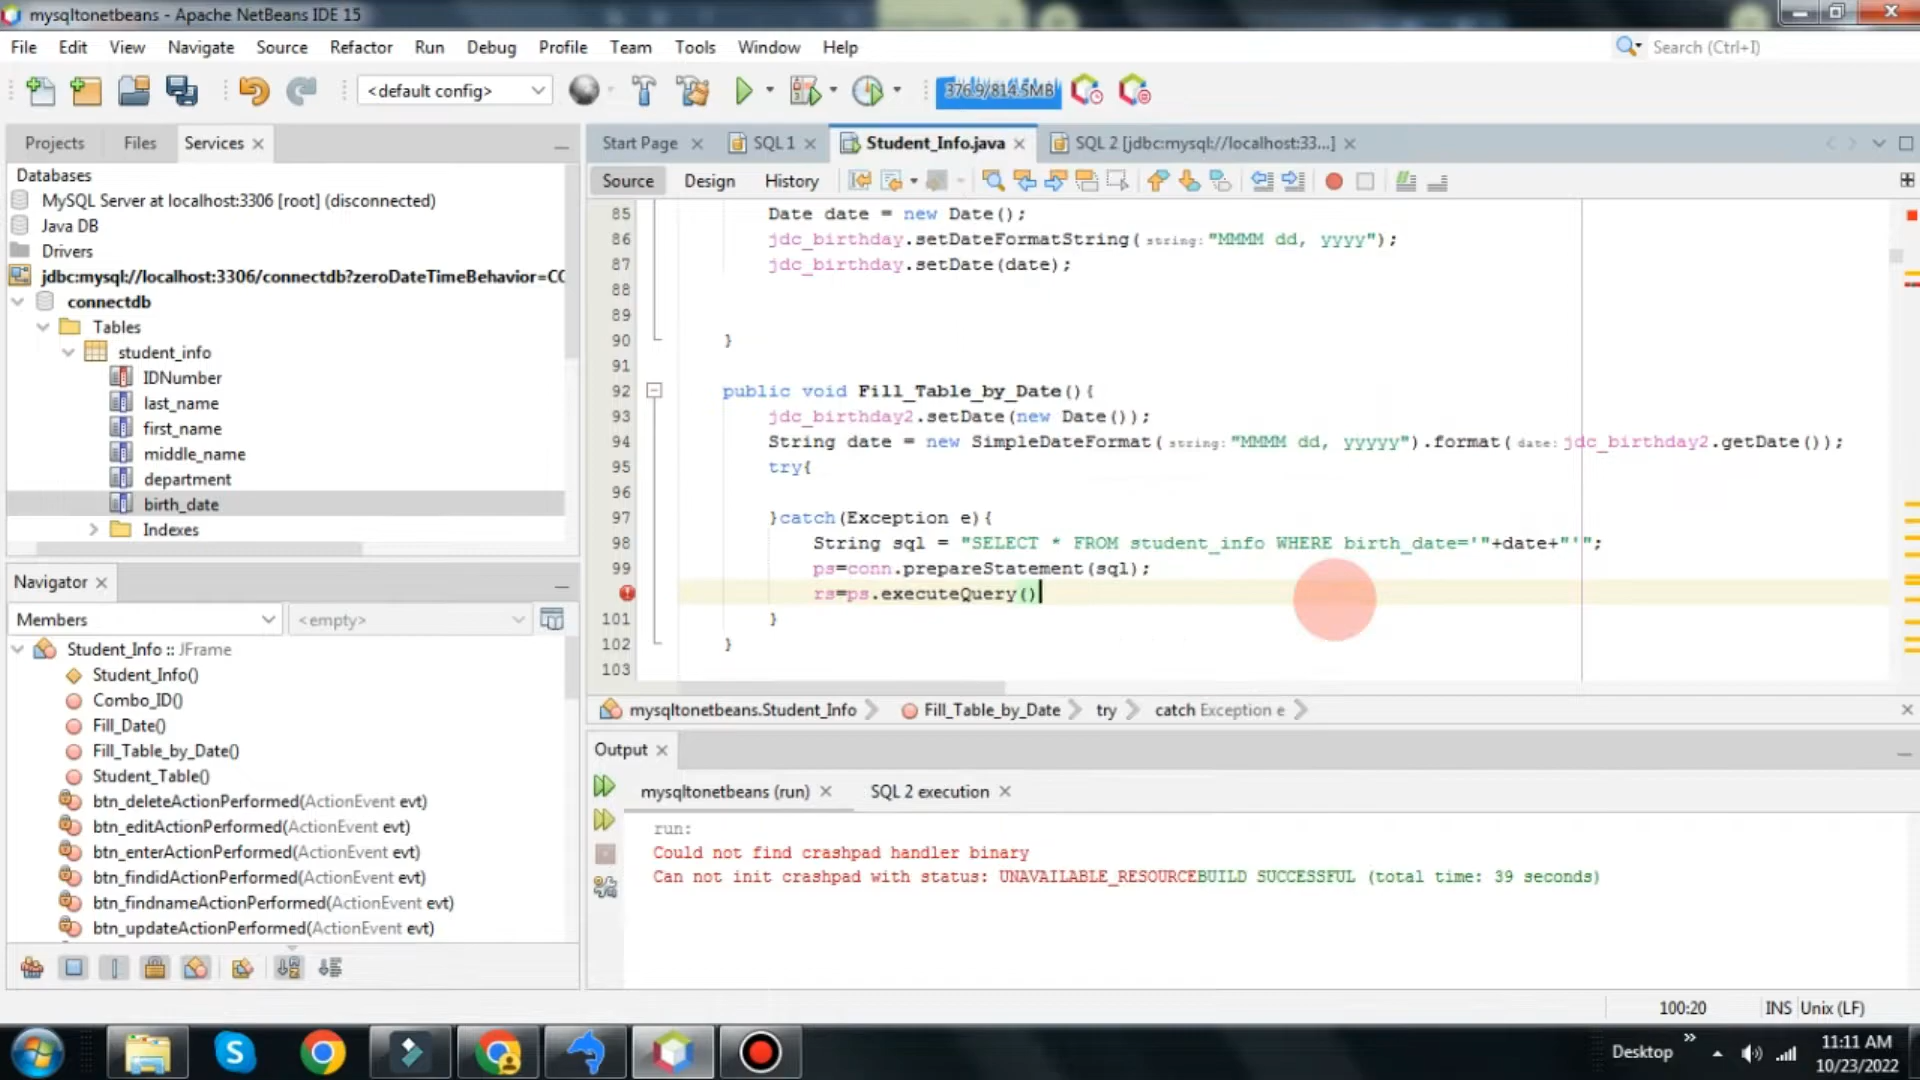 mysqltonetbeans - Apache NetBeans IDE 15
File Edit View Navigate Source Refactor Run Debug Profile Team Tools Window Help
Search (Ctrl+I)
<default config>
376.9/814.5MB
Projects Files Services
Start Page SQL 1 Student_Info.java SQL 2 [jdbc:mysql://localhost:33...]
Source Design History
Databases
MySQL Server at localhost:3306 [root] (disconnected)
Java DB
Drivers
jdbc:mysql://localhost:3306/connectdb?zeroDateTimeBehavior=CO
connectdb
Tables
student_info
IDNumber
last_name
first_name
middle_name
department
birth_date
Indexes
85 Date date = new Date();
86 jdc_birthday.setDateFormatString(string:"MMMM dd, yyyy");
87 jdc_birthday.setDate(date);
88
89
90 }
91
92 public void Fill_Table_by_Date(){
93 jdc_birthday2.setDate(new Date());
94 String date = new SimpleDateFormat(string:"MMMM dd, yyyyy").format(date:jdc_birthday2.getDate());
95 try{
96
97 }catch(Exception e){
98 String sql = "SELECT * FROM student_info WHERE birth_date='"+date+"'";
99 ps=conn.prepareStatement(sql);
rs=ps.executeQuery()
101 }
102 }
103
mysqltonetbeans.Student_Info Fill_Table_by_Date try catch Exception e
Navigator
Members <empty>
Student_Info :: JFrame
Student_Info()
Combo_ID()
Fill_Date()
Fill_Table_by_Date()
Student_Table()
btn_deleteActionPerformed(ActionEvent evt)
btn_editActionPerformed(ActionEvent evt)
btn_enterActionPerformed(ActionEvent evt)
btn_findidActionPerformed(ActionEvent evt)
btn_findnameActionPerformed(ActionEvent evt)
btn_updateActionPerformed(ActionEvent evt)
Output
mysqltonetbeans (run) SQL 2 execution
run:
Could not find crashpad handler binary
Can not init crashpad with status: UNAVAILABLE_RESOURCEBUILD SUCCESSFUL (total time: 39 seconds)
100:20 INS Unix (LF)
Desktop
11:11 AM
10/23/2022